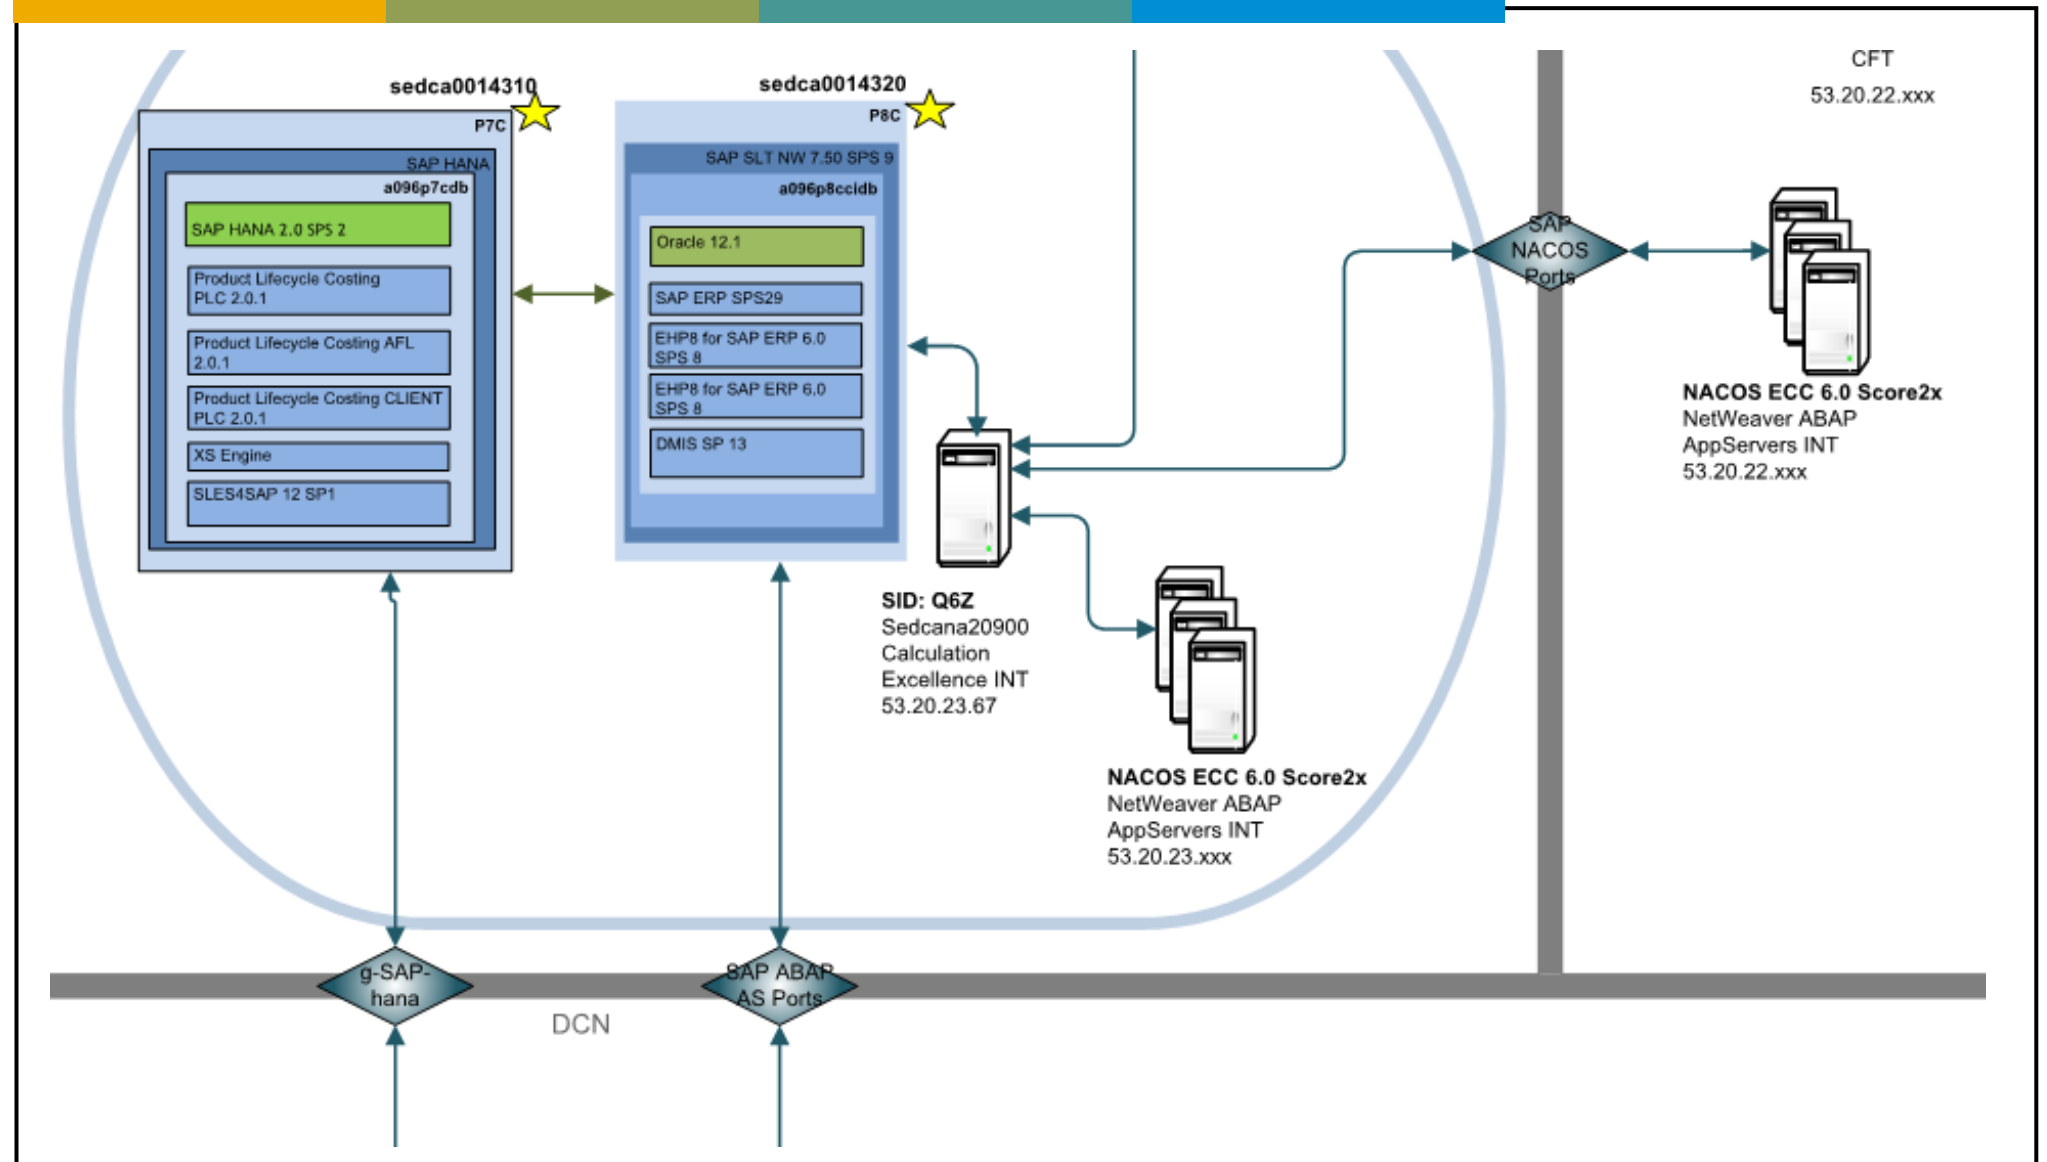 CFT
53.20.22.xxx
sedca0014310
P7C
SAP HANA
a096p7cdb
SAP HANA 2.0 SPS 2
Product Lifecycle Costing
PLC 2.0.1
Product Lifecycle Costing AFL
2.0.1
Product Lifecycle Costing CLIENT
PLC 2.0.1
XS Engine
SLES4SAP 12 SP1
sedca0014320
P8C
SAP SLT NW 7.50 SPS 9
a096p8ccidb
Oracle 12.1
SAP ERP SPS29
EHP8 for SAP ERP 6.0
SPS 8
EHP8 for SAP ERP 6.0
SPS 8
DMIS SP 13
SAP
NACOS
Ports
NACOS ECC 6.0 Score2x
NetWeaver ABAP
AppServers INT
53.20.22.xxx
SID: Q6Z
Sedcana20900
Calculation
Excellence INT
53.20.23.67
NACOS ECC 6.0 Score2x
NetWeaver ABAP
AppServers INT
53.20.23.xxx
g-SAP-
hana
SAP ABAP
AS Ports
DCN